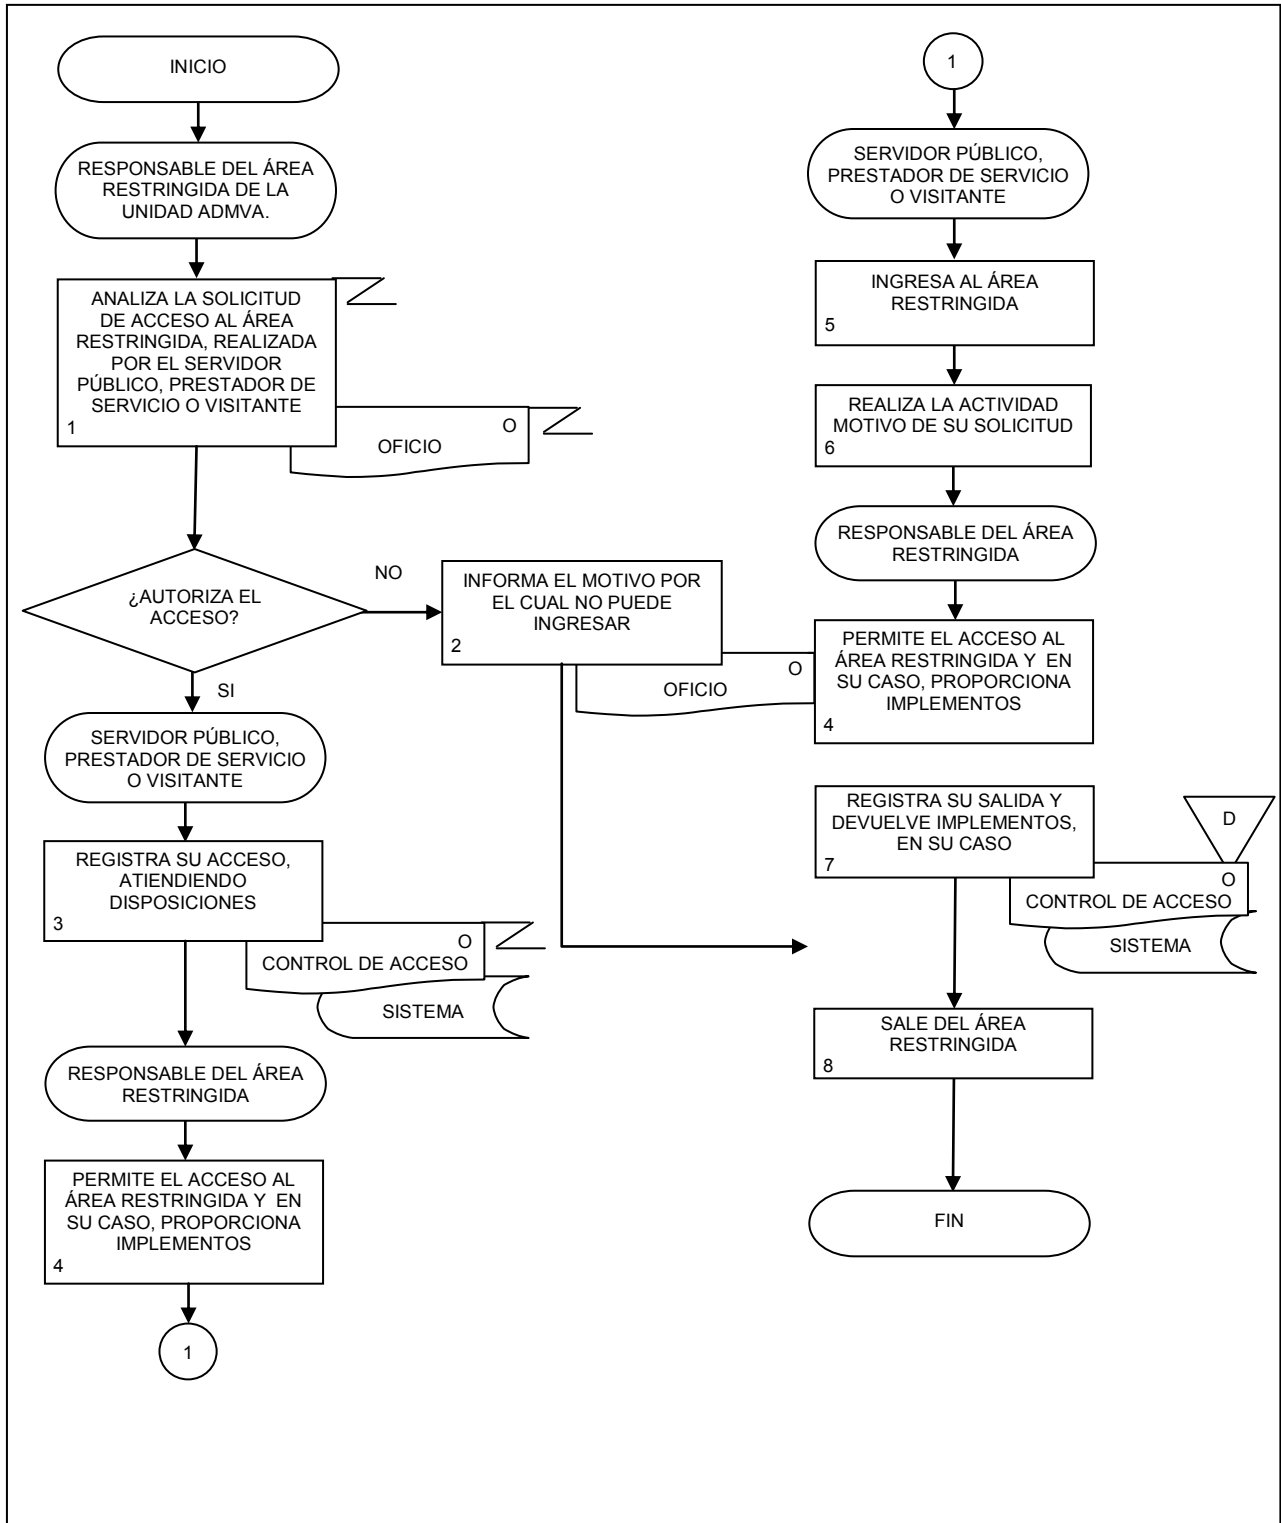 INICIO
RESPONSABLE DEL ÁREA
RESTRINGIDA DE LA
UNIDAD ADMVA.
ANALIZA LA SOLICITUD
DE ACCESO AL ÁREA
RESTRINGIDA, REALIZADA
POR EL SERVIDOR
PÚBLICO, PRESTADOR DE
SERVICIO O VISITANTE
1
O
OFICIO
¿AUTORIZA EL
ACCESO?
NO
SI
INFORMA EL MOTIVO POR
EL CUAL NO PUEDE
INGRESAR
2
O
OFICIO
SERVIDOR PÚBLICO,
PRESTADOR DE SERVICIO
O VISITANTE
REGISTRA SU ACCESO,
ATIENDIENDO
DISPOSICIONES
3
O
CONTROL DE ACCESO
SISTEMA
RESPONSABLE DEL ÁREA
RESTRINGIDA
PERMITE EL ACCESO AL
ÁREA RESTRINGIDA Y EN
SU CASO, PROPORCIONA
IMPLEMENTOS
4
1
1
SERVIDOR PÚBLICO,
PRESTADOR DE SERVICIO
O VISITANTE
INGRESA AL ÁREA
RESTRINGIDA
5
REALIZA LA ACTIVIDAD
MOTIVO DE SU SOLICITUD
6
RESPONSABLE DEL ÁREA
RESTRINGIDA
PERMITE EL ACCESO AL
ÁREA RESTRINGIDA Y EN
SU CASO, PROPORCIONA
IMPLEMENTOS
4
REGISTRA SU SALIDA Y
DEVUELVE IMPLEMENTOS,
EN SU CASO
7
D
O
CONTROL DE ACCESO
SISTEMA
SALE DEL ÁREA
RESTRINGIDA
8
FIN